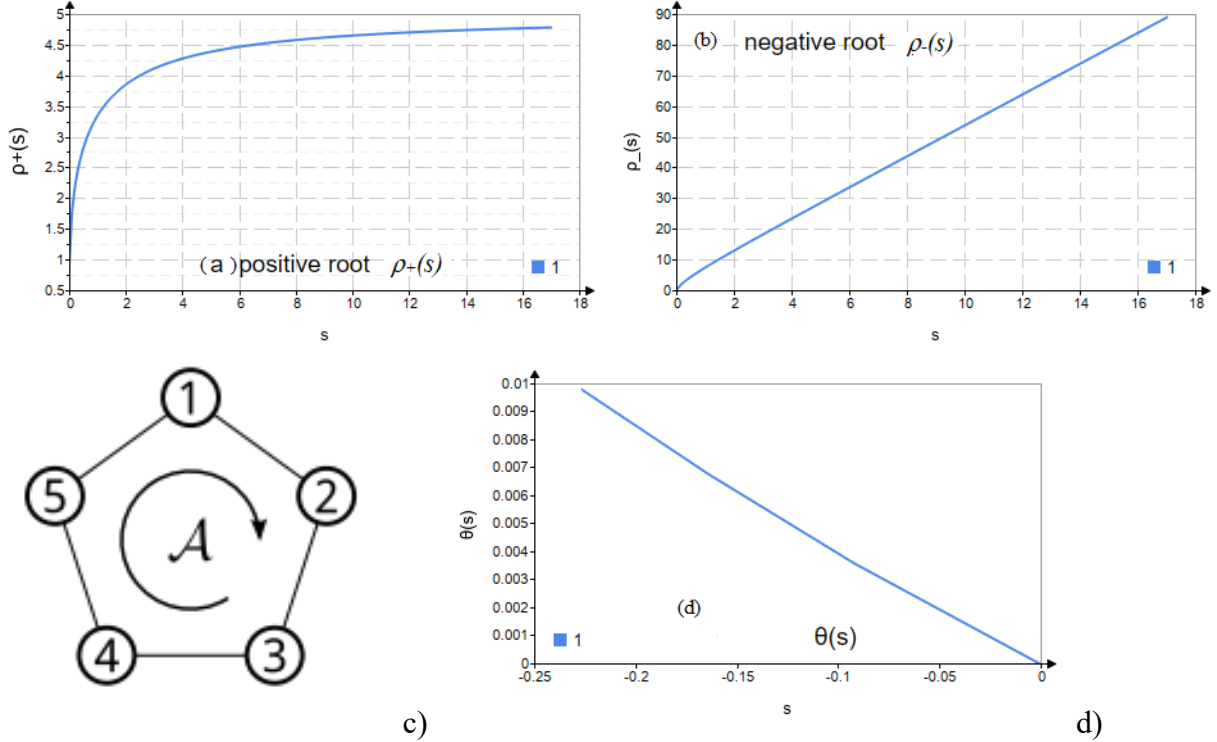 5
4.5
4
3.5
3
2.5
2
1.5
1
0.5
ρ+(s)
(a)positive root ρ+(s)
1
0 2 4 6 8 10 12 14 16 18
s
90
80
70
60
50
40
30
20
10
0
ρ_(s)
(b) negative root ρ-(s)
1
0 2 4 6 8 10 12 14 16 18
s
1
5
2
A
4
3
c)
0.01
0.009
0.008
0.007
0.006
0.005
0.004
0.003
0.002
0.001
0
θ(s)
(d)
1
θ(s)
-0.25 -0.2 -0.15 -0.1 -0.05 0
s
d)